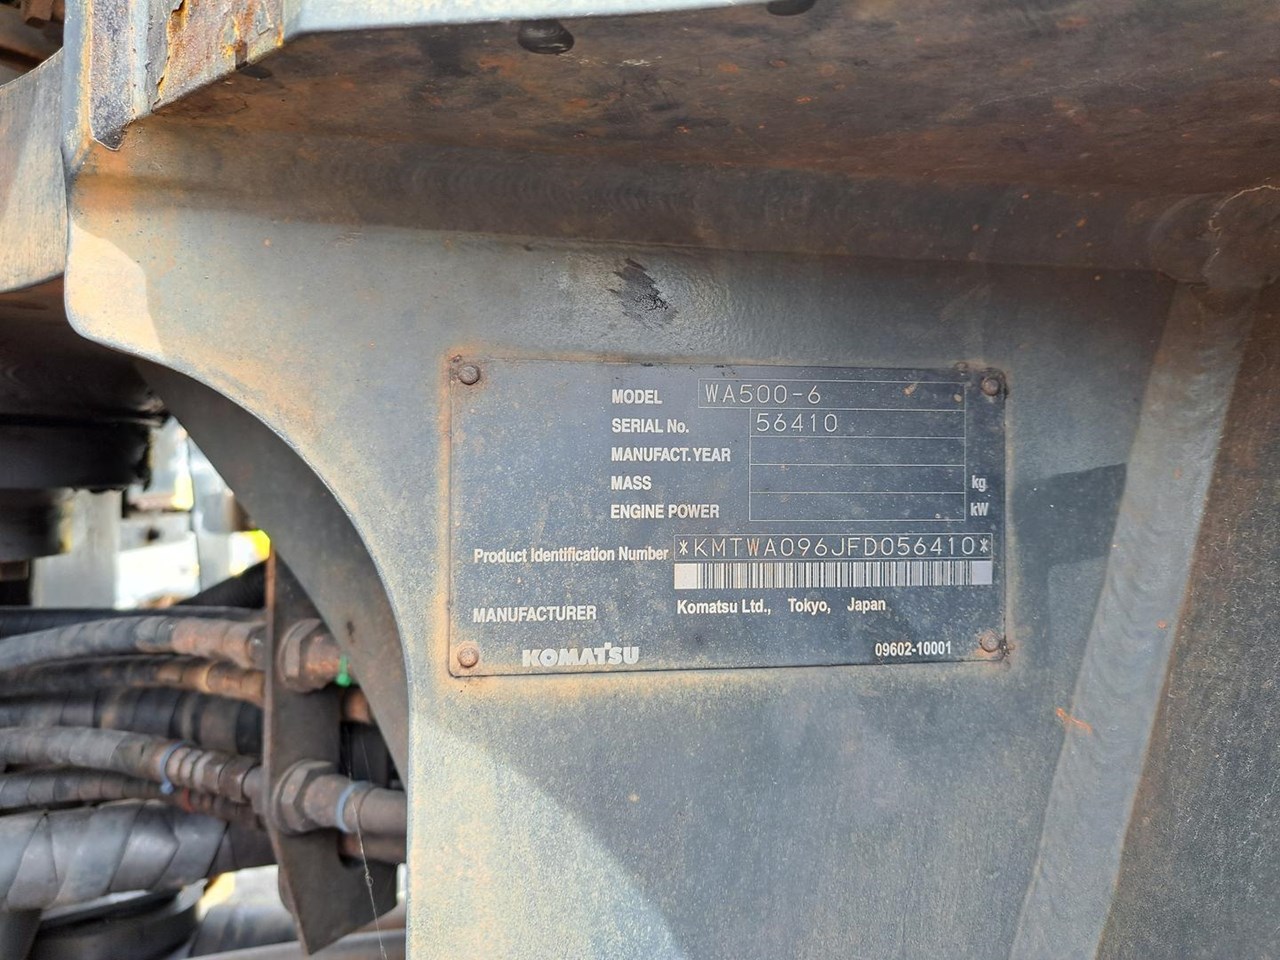 MODEL WA500-6
SERIAL No. 56410
MANUFACT. YEAR
MASS kg
ENGINE POWER kW
Product Identification Number *KMTWA096JFD056410*
MANUFACTURER Komatsu Ltd., Tokyo, Japan
KOMATSU 09602-10001